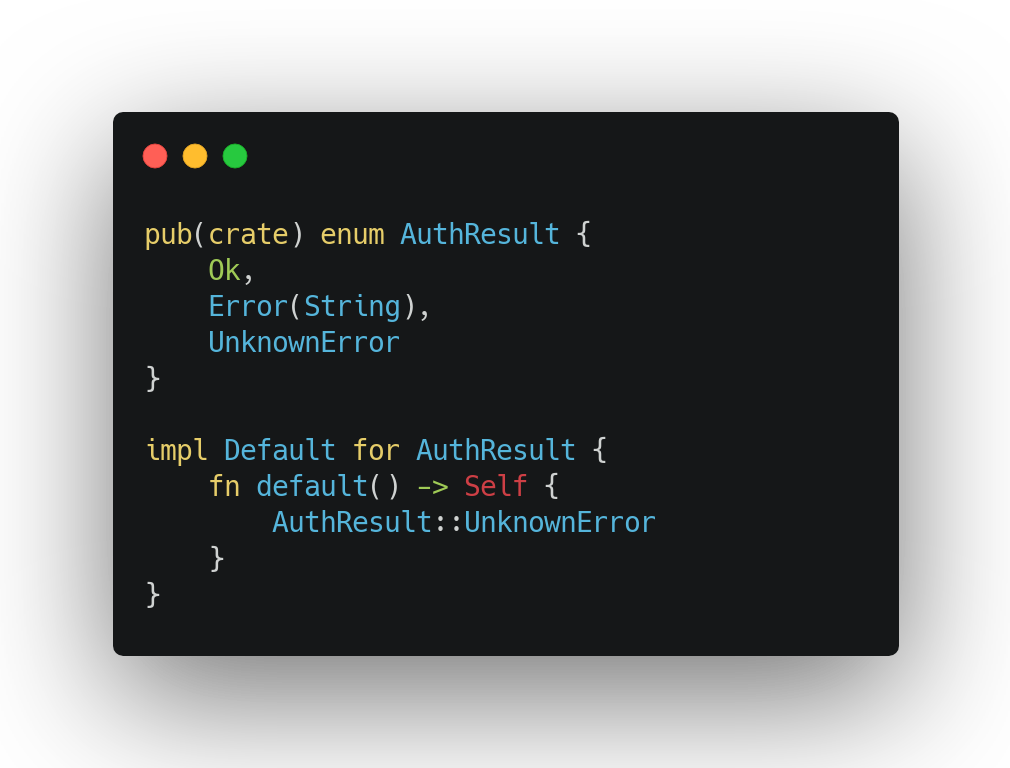 pub(crate) enum AuthResult {
    Ok,
    Error(String),
    UnknownError
}

impl Default for AuthResult {
    fn default() -> Self {
        AuthResult::UnknownError
    }
}